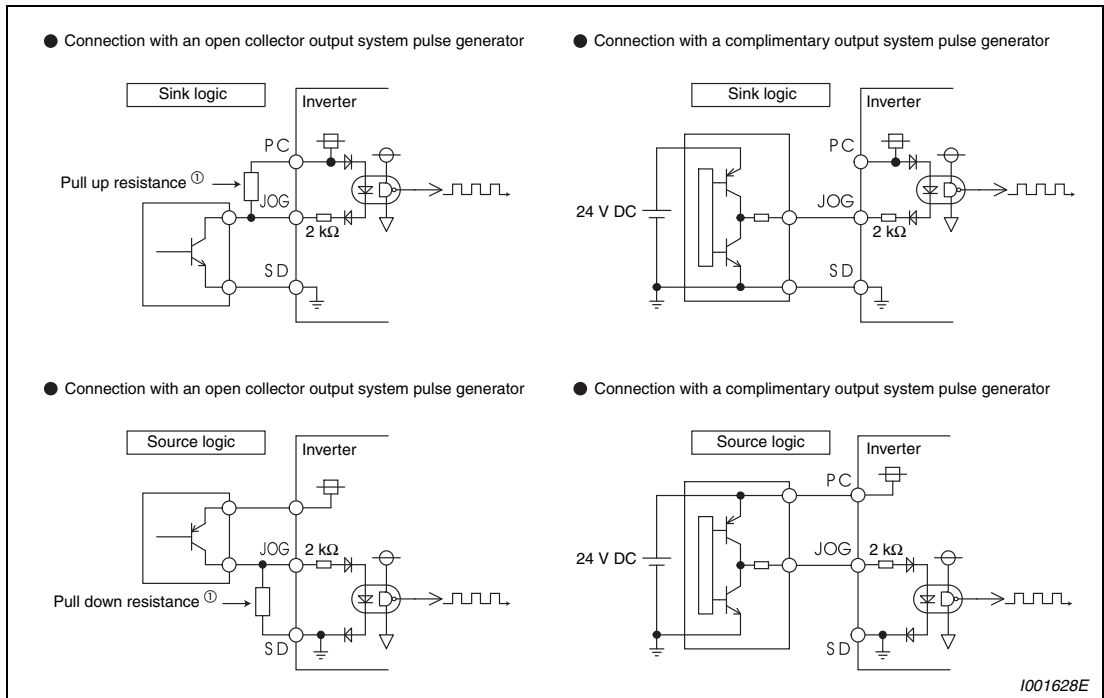 ● Connection with an open collector output system pulse generator
Sink logic
Inverter
PC
Pull up resistance ①
JOG
2 kΩ
SD
● Connection with a complimentary output system pulse generator
Sink logic
Inverter
PC
24 V DC
JOG
2 kΩ
SD
● Connection with an open collector output system pulse generator
Source logic
Inverter
JOG
2 kΩ
Pull down resistance ①
SD
● Connection with a complimentary output system pulse generator
Source logic
Inverter
PC
24 V DC
JOG
2 kΩ
SD
I001628E